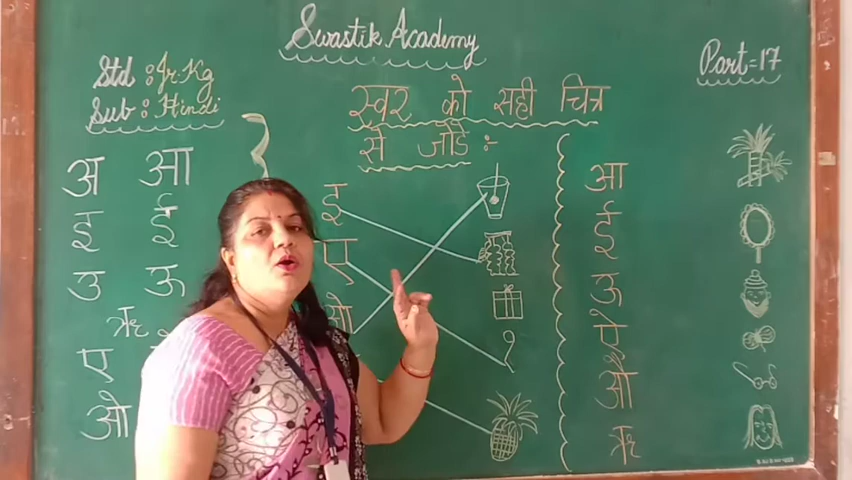 Swastik Academy
Part=17
Std : Jr. Kg
Sub : Hindi
स्वर को सही चित्र
से जोडे :-
अ आ
इ ई
उ ऊ
ऋ
ए
ओ
इ
ए
आ
ई
ऊ
ऐ
औ
ऋ